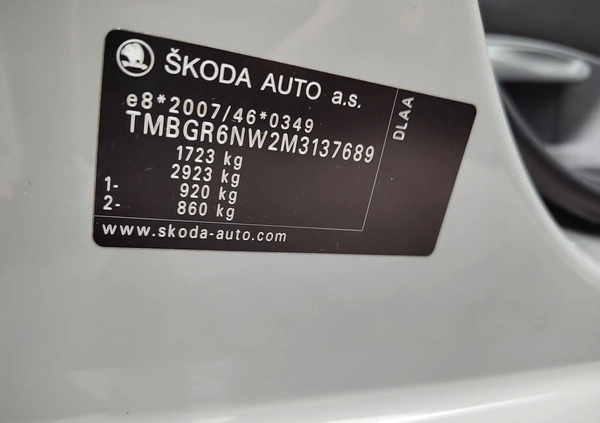 ŠKODA AUTO a.s.
e8*2007/46*0349
TMBGR6NW2M3137689
1723 kg
2923 kg
1- 920 kg
2- 860 kg
www.skoda-auto.com
DLAA